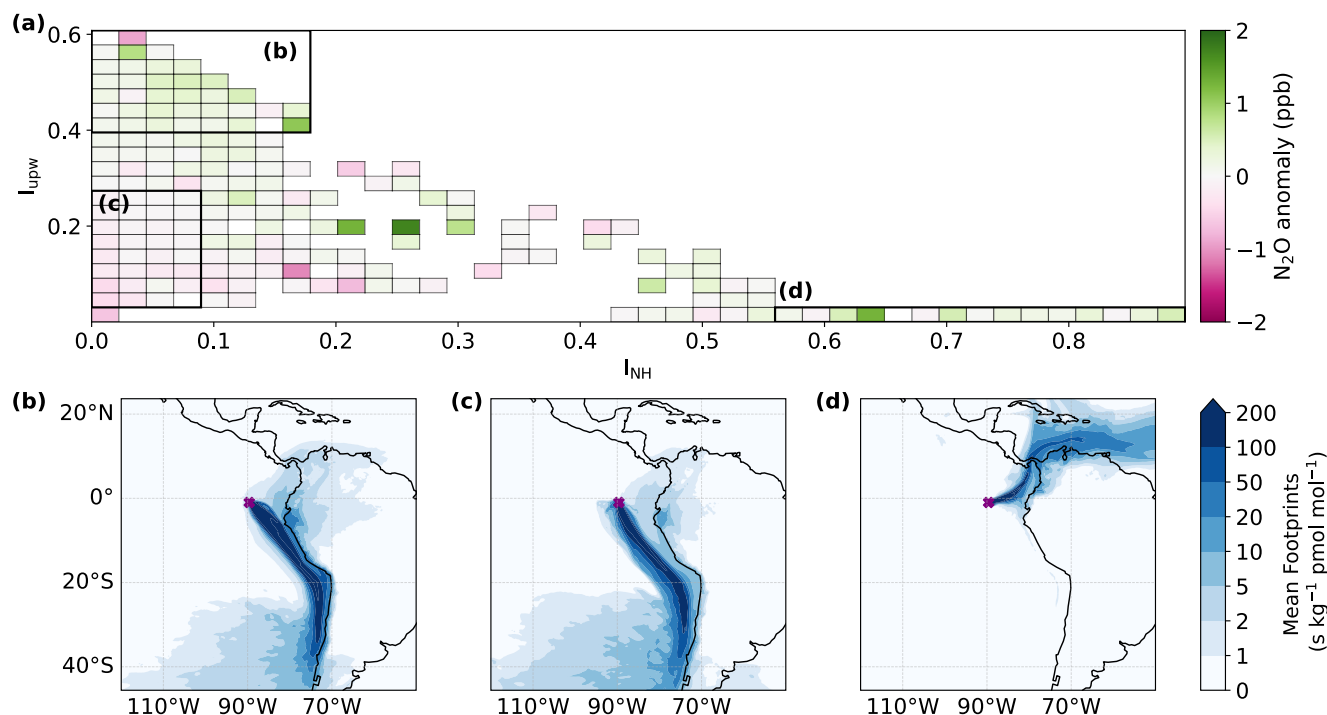 (a)
0.6
0.4
0.2
I_upw
(b)
(c)
(d)
0.0 0.1 0.2 0.3 0.4 0.5 0.6 0.7 0.8
I_NH
2
1
0
−1
−2
N₂O anomaly (ppb)
(b) (c) (d)
20°N
0°
20°S
40°S
110°W 90°W 70°W 110°W 90°W 70°W 110°W 90°W 70°W
200
100
50
20
10
5
2
1
0
Mean Footprints
(s kg⁻¹ pmol mol⁻¹)